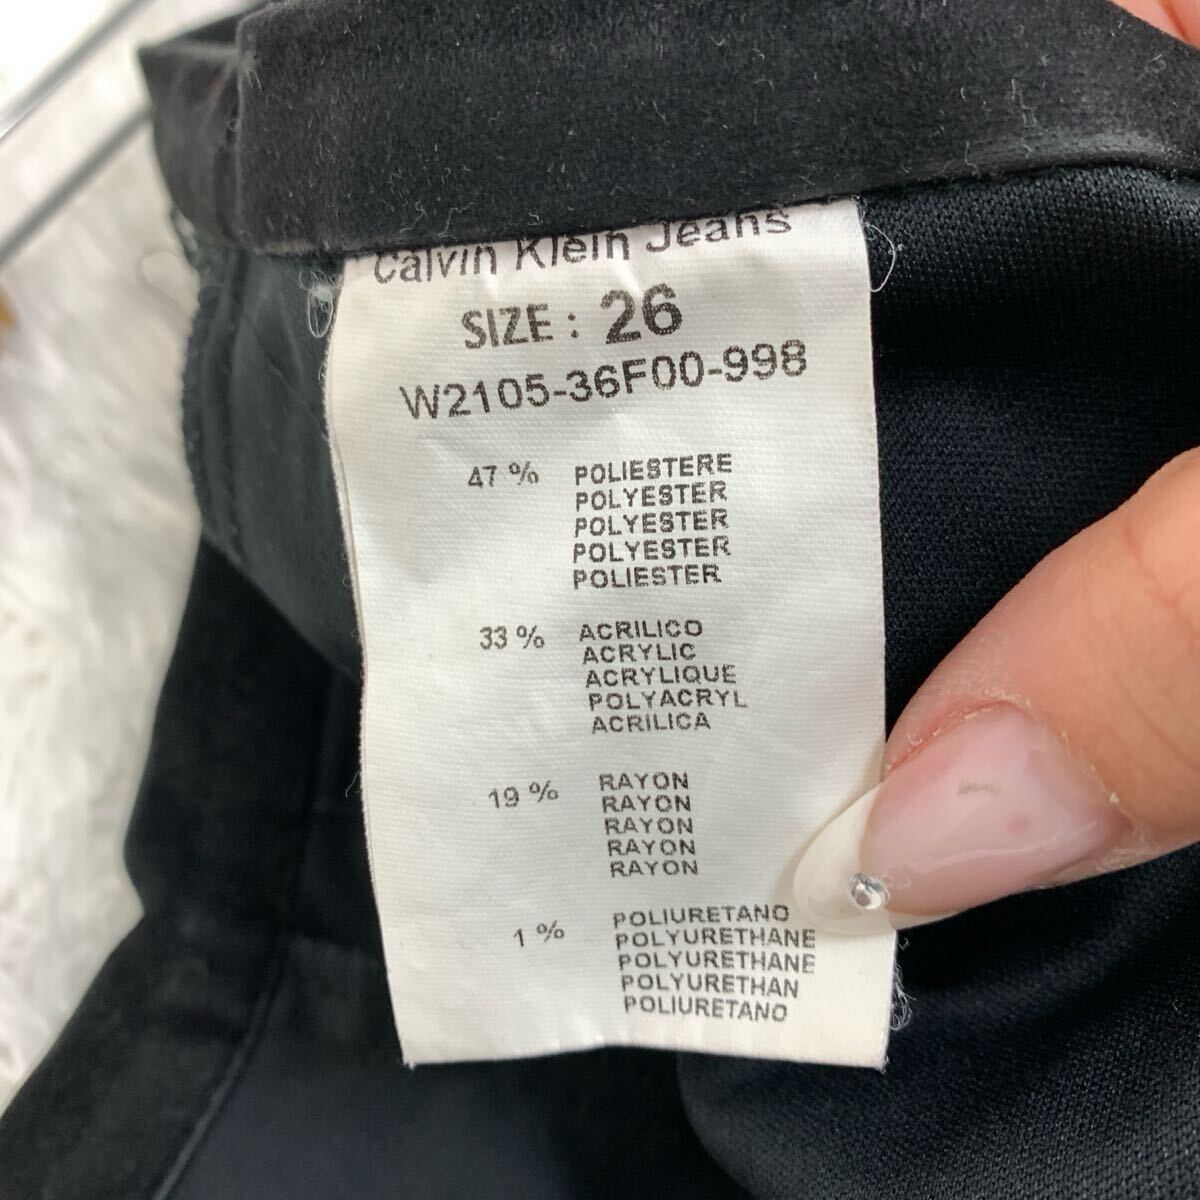 Calvin Klein Jeans
SIZE : 26
W2105-36F00-998
47 % POLIESTERE
POLYESTER
POLYESTER
POLYESTER
POLIESTER
33 % ACRILICO
ACRYLIC
ACRYLIQUE
POLYACRYL
ACRILICA
19 % RAYON
RAYON
RAYON
RAYON
RAYON
1 % POLIURETANO
POLYURETHANE
POLYURETHANE
POLYURETHAN
POLIURETANO